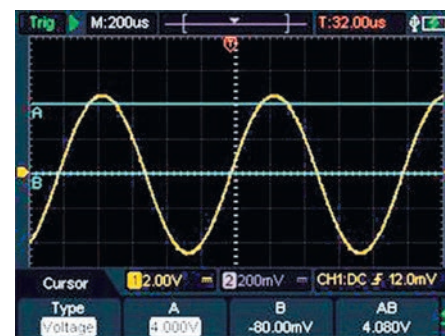 Trig M:200us T:32.00us
T
A
B
Cursor 1 2.00V 2 200mV CH1:DC 12.0mV
Type A B AB
Voltage 4.000V -80.00mV 4.080V